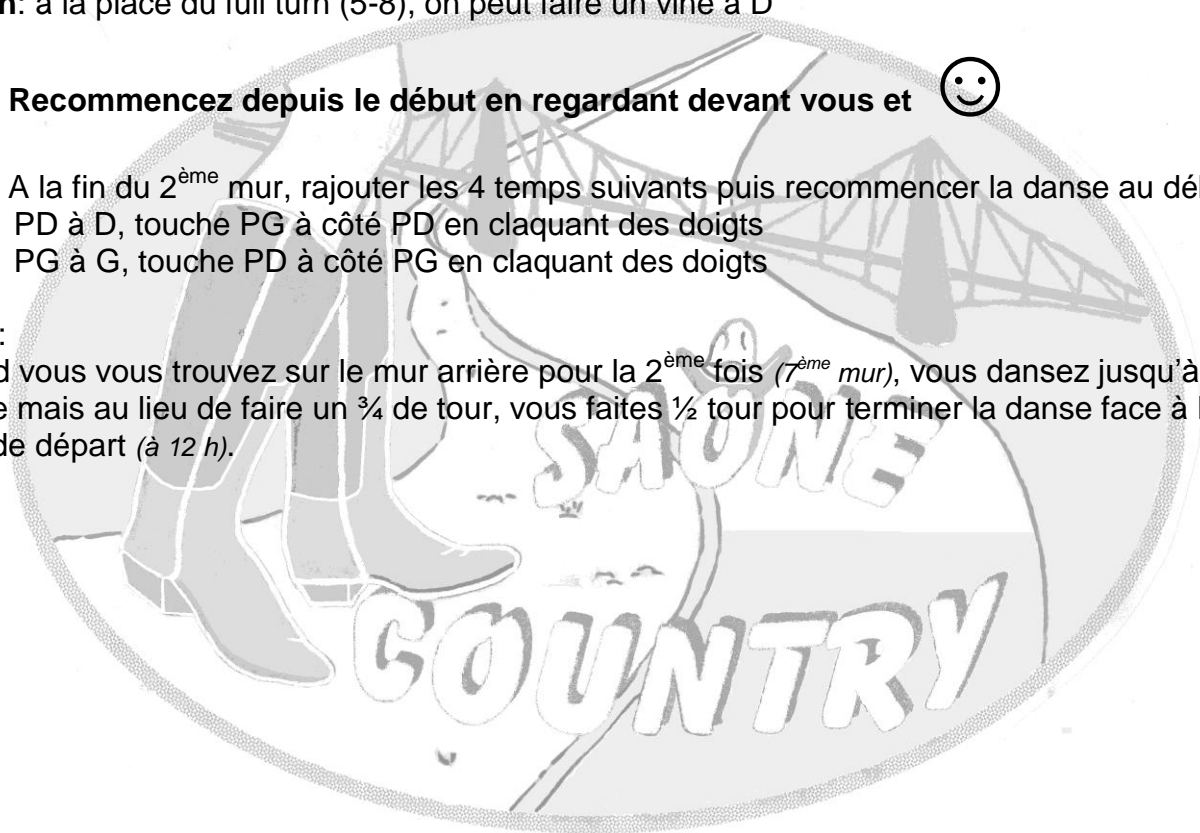 n: à la place du full turn (5-8), on peut faire un vine à D
Recommencez depuis le début en regardant devant vous et
A la fin du 2ème mur, rajouter les 4 temps suivants puis recommencer la danse au dé
PD à D, touche PG à côté PD en claquant des doigts
PG à G, touche PD à côté PG en claquant des doigts
:
d vous vous trouvez sur le mur arrière pour la 2ème fois (7ème mur), vous dansez jusqu'à
e mais au lieu de faire un ¾ de tour, vous faites ½ tour pour terminer la danse face à
de départ (à 12 h).
SAÔNE
COUNTRY